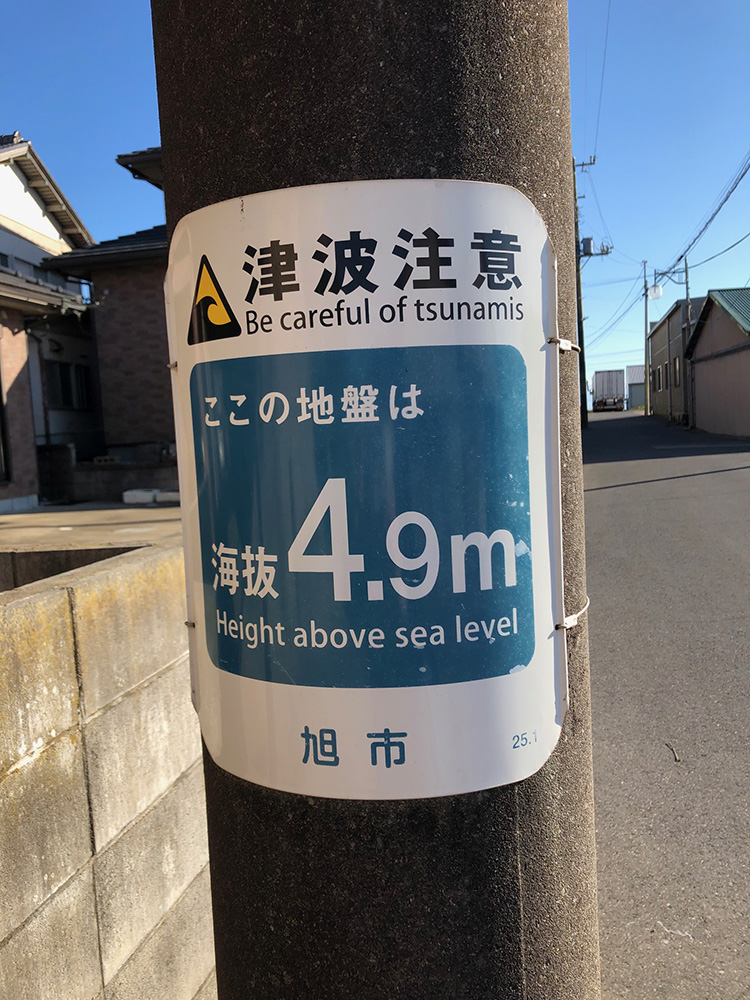 津波注意
Be careful of tsunamis
ここの地盤は
海抜4.9m
Height above sea level
旭市
25.1